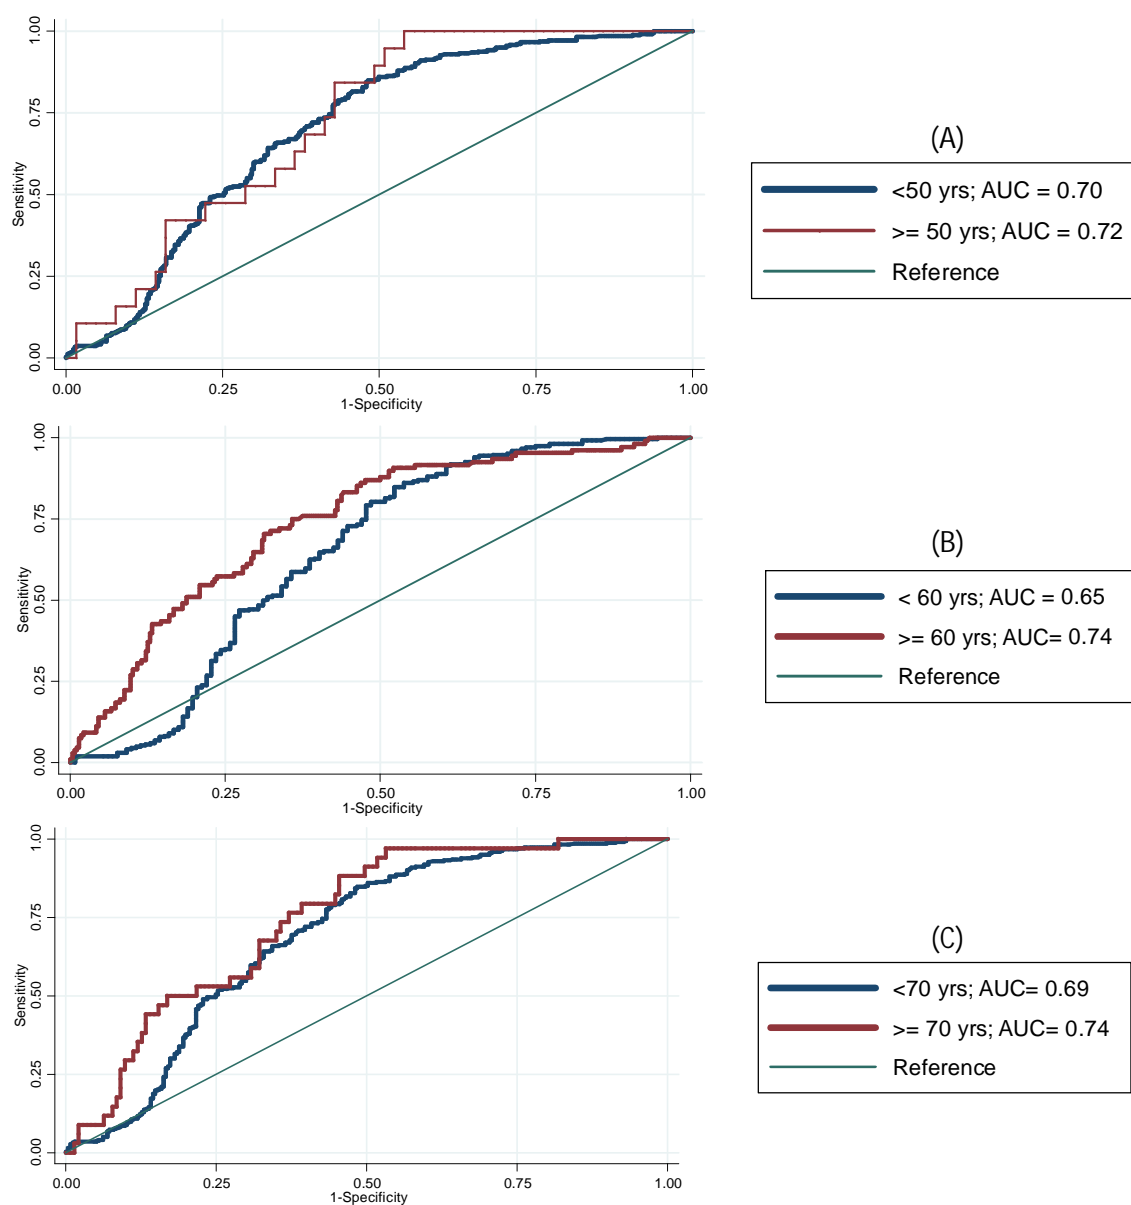 1.00
0.75
0.50
0.25
0.00
Sensitivity
0.00 0.25 0.50 0.75 1.00
1-Specificity
(A)
<50 yrs; AUC = 0.70
>= 50 yrs; AUC = 0.72
Reference
1.00
0.75
0.50
0.25
0.00
Sensitivity
0.00 0.25 0.50 0.75 1.00
1-Specificity
(B)
< 60 yrs; AUC = 0.65
>= 60 yrs; AUC= 0.74
Reference
1.00
0.75
0.50
0.25
0.00
Sensitivity
0.00 0.25 0.50 0.75 1.00
1-Specificity
(C)
<70 yrs; AUC= 0.69
>= 70 yrs; AUC= 0.74
Reference